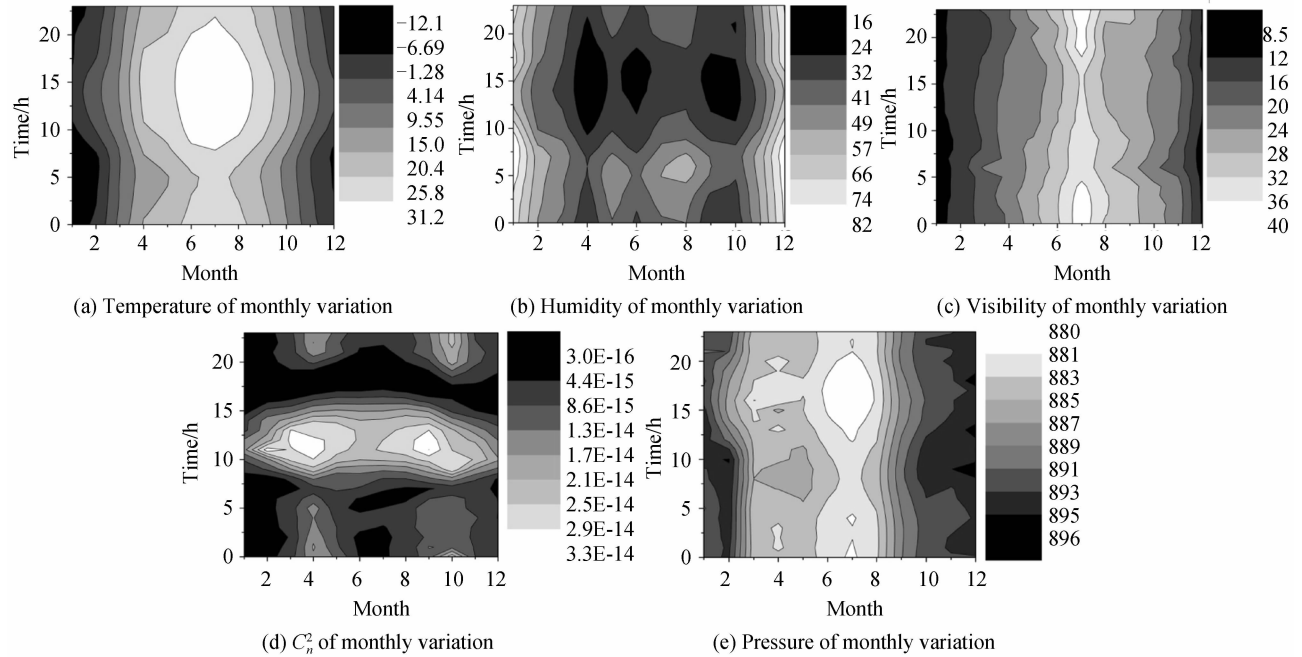 Time/h
20
15
10
5
0
2 4 6 8 10 12
Month
−12.1
−6.69
−1.28
4.14
9.55
15.0
20.4
25.8
31.2
(a) Temperature of monthly variation
Time/h
20
15
10
5
0
2 4 6 8 10 12
Month
16
24
32
41
49
57
66
74
82
(b) Humidity of monthly variation
Time/h
20
15
10
5
0
2 4 6 8 10 12
Month
8.5
12
16
20
24
28
32
36
40
(c) Visibility of monthly variation
Time/h
20
15
10
5
0
2 4 6 8 10 12
Month
3.0E-16
4.4E-15
8.6E-15
1.3E-14
1.7E-14
2.1E-14
2.5E-14
2.9E-14
3.3E-14
(d) C²ₙ of monthly variation
Time/h
20
15
10
5
0
2 4 6 8 10 12
Month
880
881
883
885
887
889
891
893
895
896
(e) Pressure of monthly variation